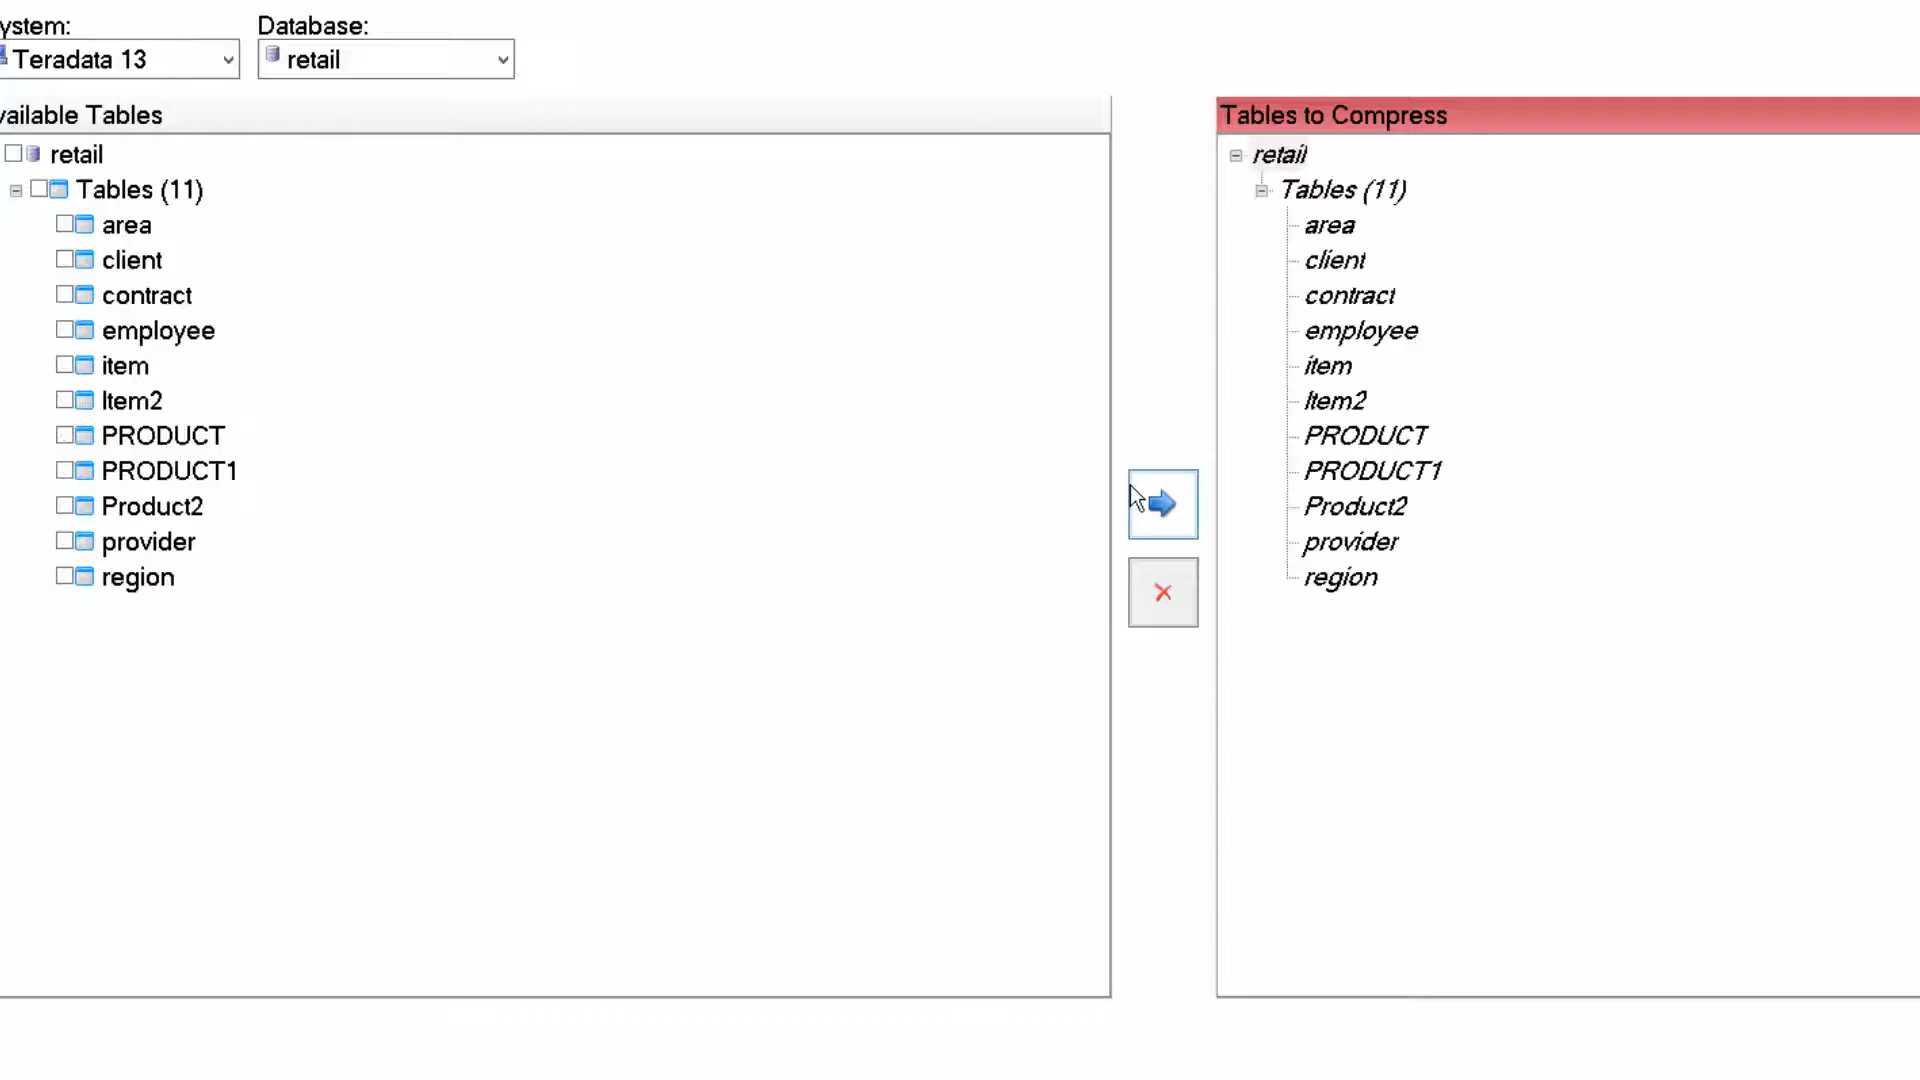 ystem:
Database:
Teradata 13
retail
vailable Tables
retail
Tables (11)
area
client
contract
employee
item
Item2
PRODUCT
PRODUCT1
Product2
provider
region
Tables to Compress
retail
Tables (11)
area
client
contract
employee
item
Item2
PRODUCT
PRODUCT1
Product2
provider
region